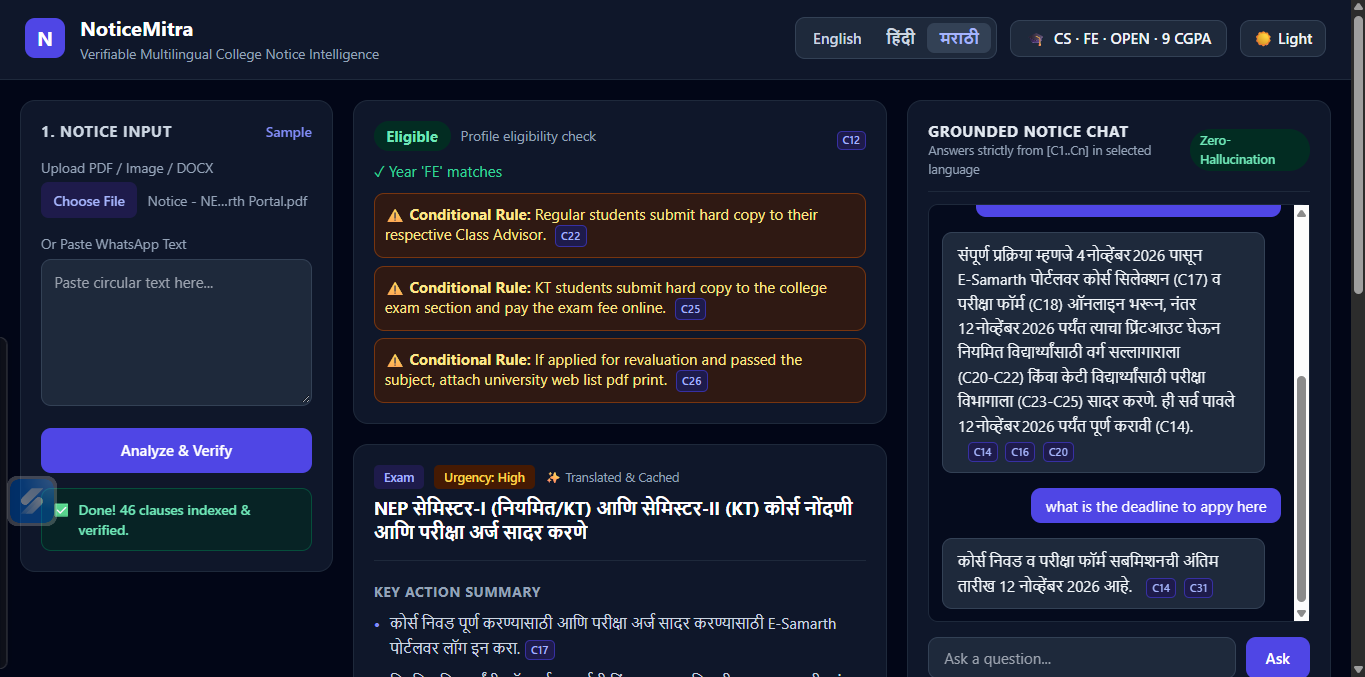 N
NoticeMitra
Verifiable Multilingual College Notice Intelligence
English हिंदी मराठी
CS · FE · OPEN · 9 CGPA
Light
1. NOTICE INPUT
Sample
Upload PDF / Image / DOCX
Choose File Notice - NE...rth Portal.pdf
Or Paste WhatsApp Text
Paste circular text here...
Analyze & Verify
Done! 46 clauses indexed &
verified.
Eligible Profile eligibility check C12
✓ Year 'FE' matches
Conditional Rule: Regular students submit hard copy to their
respective Class Advisor. C22
Conditional Rule: KT students submit hard copy to the college
exam section and pay the exam fee online. C25
Conditional Rule: If applied for revaluation and passed the
subject, attach university web list pdf print. C26
Exam Urgency: High Translated & Cached
NEP सेमिस्टर-I (नियमित/KT) आणि सेमिस्टर-II (KT) कोर्स नोंदणी
आणि परीक्षा अर्ज सादर करणे
KEY ACTION SUMMARY
• कोर्स निवड पूर्ण करण्यासाठी आणि परीक्षा अर्ज सादर करण्यासाठी E-Samarth
पोर्टलवर लॉग इन करा. C17
GROUNDED NOTICE CHAT
Answers strictly from [C1..Cn] in selected
language
Zero-
Hallucination
संपूर्ण प्रक्रिया म्हणजे 4 नोव्हेंबर 2026 पासून
E-Samarth पोर्टलवर कोर्स सिलेक्शन (C17) व
परीक्षा फॉर्म (C18) ऑनलाइन भरून, नंतर
12 नोव्हेंबर 2026 पर्यंत त्याचा प्रिंटआउट घेऊन
नियमित विद्यार्थ्यांसाठी वर्ग सल्लागाराला
(C20-C22) किंवा केटी विद्यार्थ्यांसाठी परीक्षा
विभागाला (C23-C25) सादर करणे. ही सर्व पावले
12 नोव्हेंबर 2026 पर्यंत पूर्ण करावी (C14).
C14 C16 C20
what is the deadline to appy here
कोर्स निवड व परीक्षा फॉर्म सबमिशनची अंतिम
तारीख 12 नोव्हेंबर 2026 आहे. C14 C31
Ask a question...
Ask